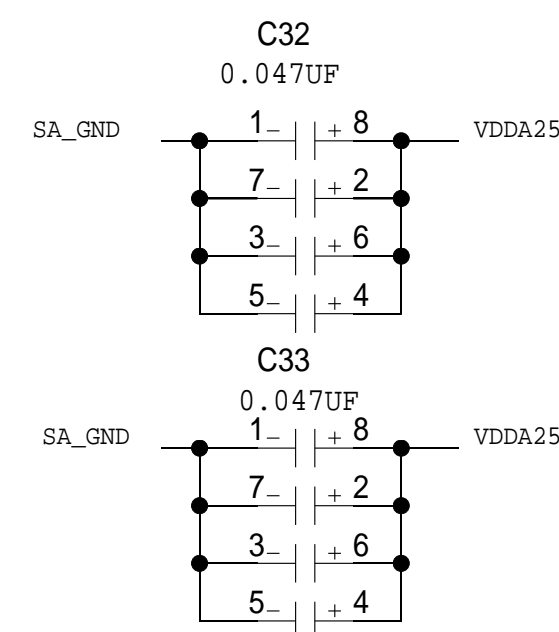 C32
0.047UF
SA_GND 1- + 8 VDDA25
7- + 2
3- + 6
5- + 4
C33
0.047UF
SA_GND 1- + 8 VDDA25
7- + 2
3- + 6
5- + 4